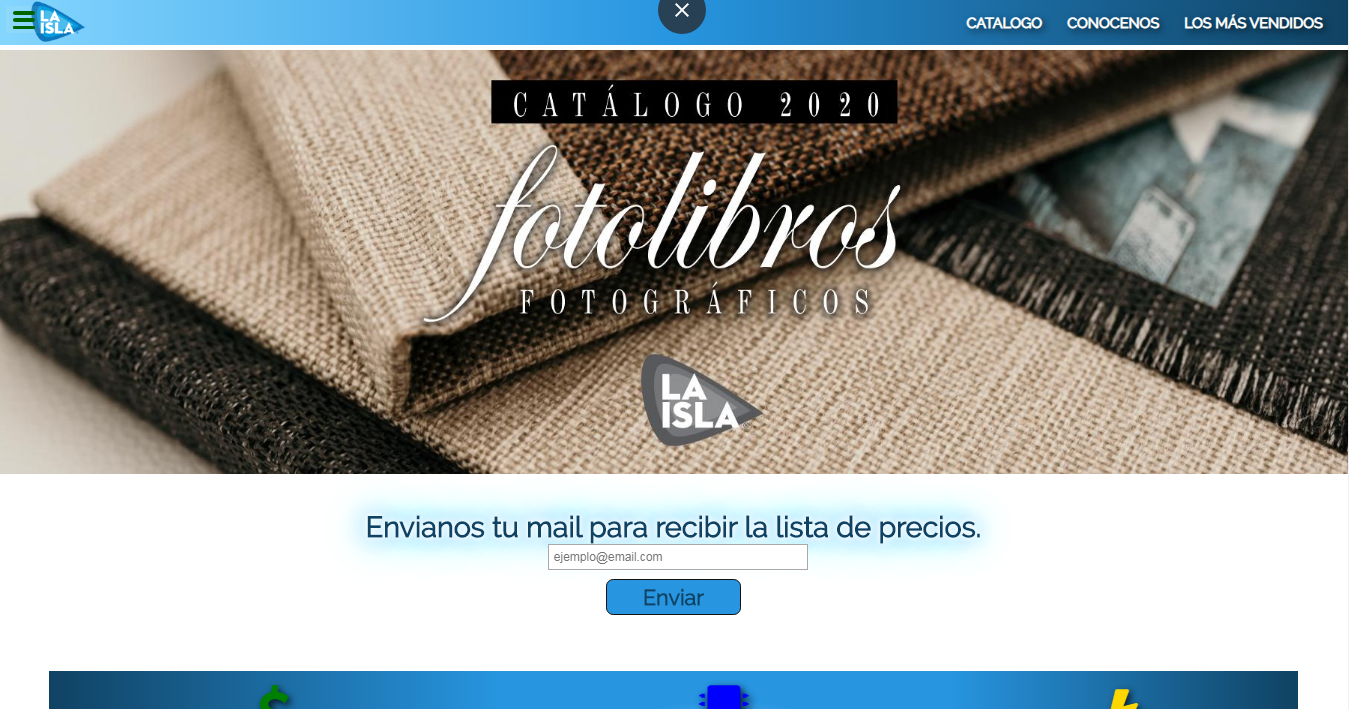 LA
ISLA
CATALOGO CONOCENOS LOS MÁS VENDIDOS
CATÁLOGO 2020
fotolibros
FOTOGRÁFICOS
LA
ISLA
Envianos tu mail para recibir la lista de precios.
ejemplo@email.com
Enviar